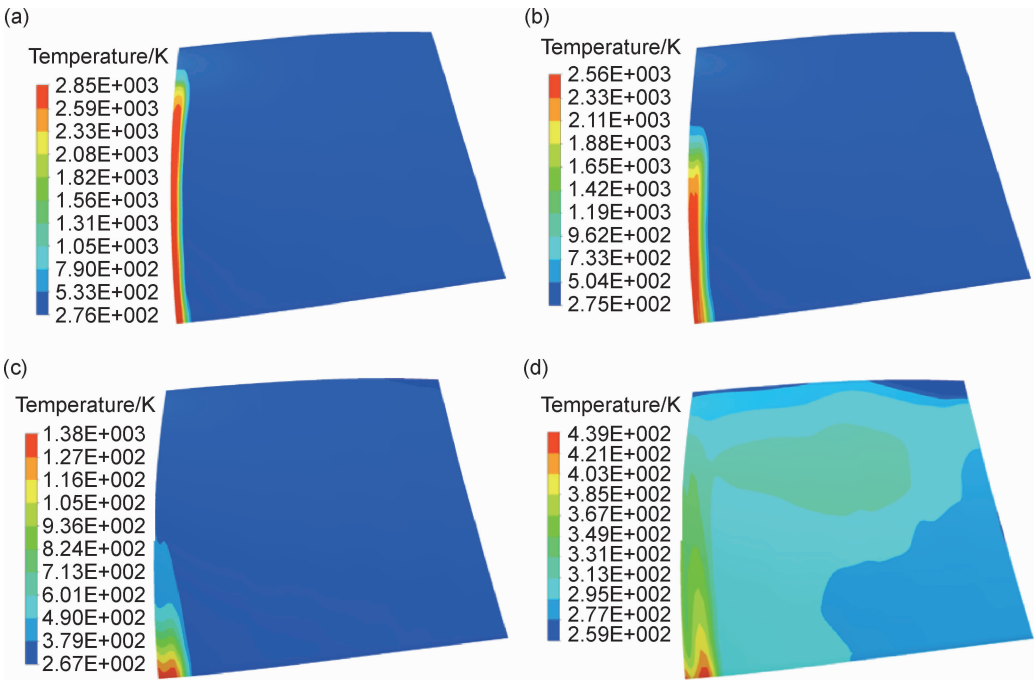 (a)
Temperature/K
2.85E+003
2.59E+003
2.33E+003
2.08E+003
1.82E+003
1.56E+003
1.31E+003
1.05E+003
7.90E+002
5.33E+002
2.76E+002
(b)
Temperature/K
2.56E+003
2.33E+003
2.11E+003
1.88E+003
1.65E+003
1.42E+003
1.19E+003
9.62E+002
7.33E+002
5.04E+002
2.75E+002
(c)
Temperature/K
1.38E+003
1.27E+002
1.16E+002
1.05E+002
9.36E+002
8.24E+002
7.13E+002
6.01E+002
4.90E+002
3.79E+002
2.67E+002
(d)
Temperature/K
4.39E+002
4.21E+002
4.03E+002
3.85E+002
3.67E+002
3.49E+002
3.31E+002
3.13E+002
2.95E+002
2.77E+002
2.59E+002